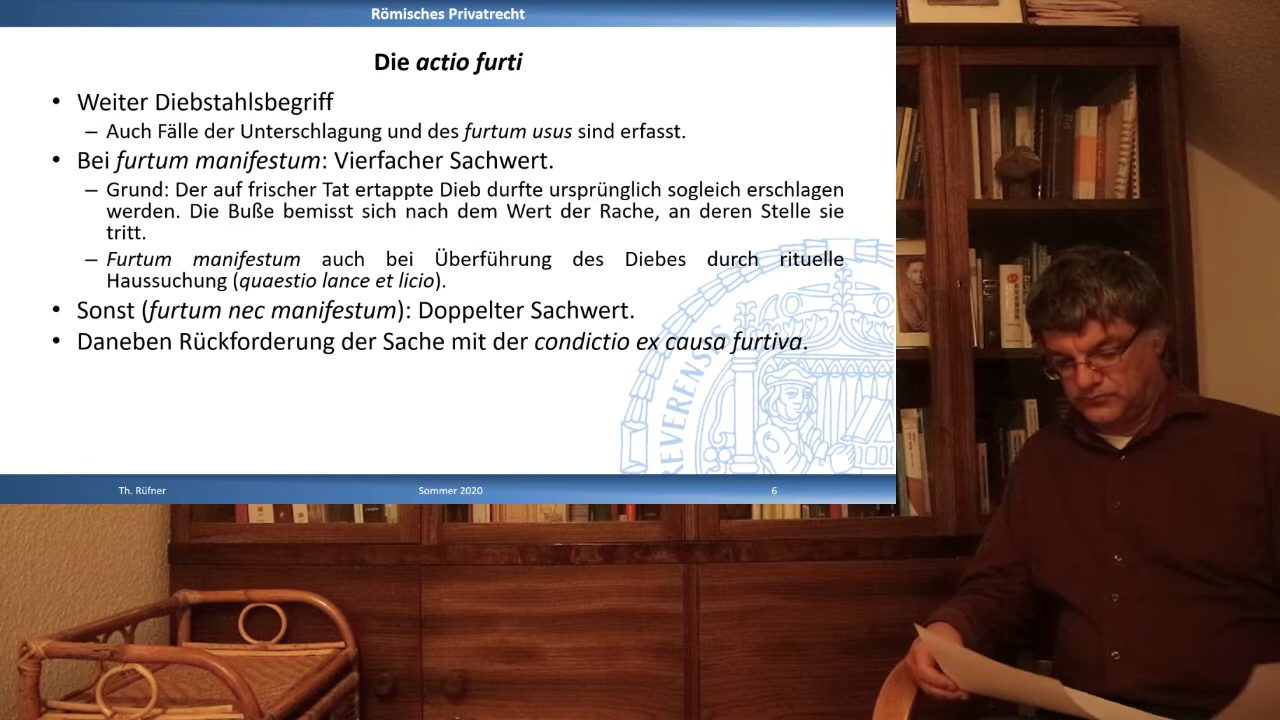 Römisches Privatrecht
Die actio furti
• Weiter Diebstahlsbegriff
– Auch Fälle der Unterschlagung und des furtum usus sind erfasst.
• Bei furtum manifestum: Vierfacher Sachwert.
– Grund: Der auf frischer Tat ertappte Dieb durfte ursprünglich sogleich erschlagen
werden. Die Buße bemisst sich nach dem Wert der Rache, an deren Stelle sie
tritt.
– Furtum manifestum auch bei Überführung des Diebes durch rituelle
Haussuchung (quaestio lance et licio).
• Sonst (furtum nec manifestum): Doppelter Sachwert.
• Daneben Rückforderung der Sache mit der condictio ex causa furtiva.
REVERENSIS
Th. Rüfner
Sommer 2020
6